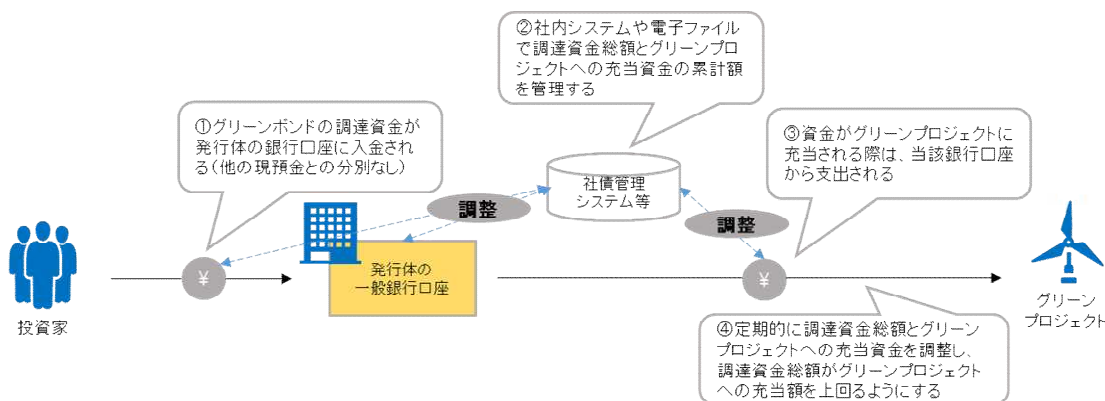 ②社内システムや電子ファイル
で調達資金総額とグリーンプロ
ジェクトへの充当資金の累計額
を管理する
①グリーンボンドの調達資金が
発行体の銀行口座に入金さ
れる(他の現預金との分別なし)
③資金がグリーンプロジェクトに
充当される際は、当該銀行口座
から支出される
社債管理
システム等
調整
調整
¥
発行体の
一般銀行口座
¥
投資家
グリーン
プロジェクト
④定期的に調達資金総額とグリーン
プロジェクトへの充当資金を調整し、
調達資金総額がグリーンプロジェクト
への充当額を上回るようにする